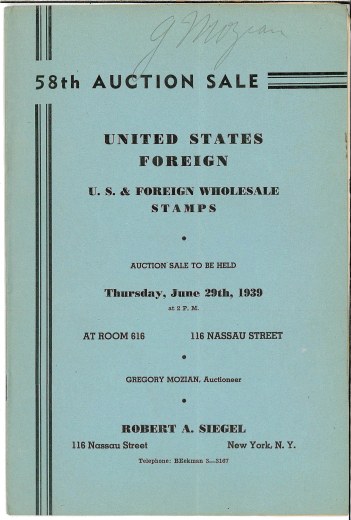 G Mozian
58th AUCTION SALE
UNITED STATES
FOREIGN
U. S. & FOREIGN WHOLESALE
STAMPS
AUCTION SALE TO BE HELD
Thursday, June 29th, 1939
at 2 P. M.
AT ROOM 616 116 NASSAU STREET
GREGORY MOZIAN, Auctioneer
ROBERT A. SIEGEL
116 Nassau Street New York, N. Y.
Telephone: BEekman 3—5167